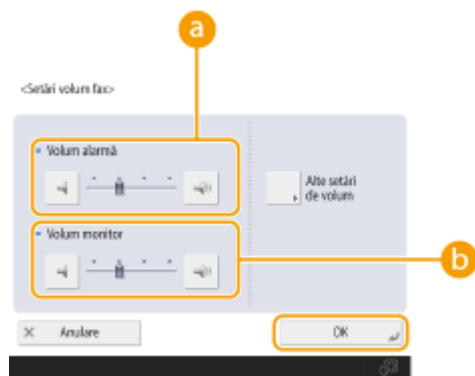 a
<Setări volum fax>
Volum alarmă
Alte setări
de volum
Volum monitor
b
Anulare
OK